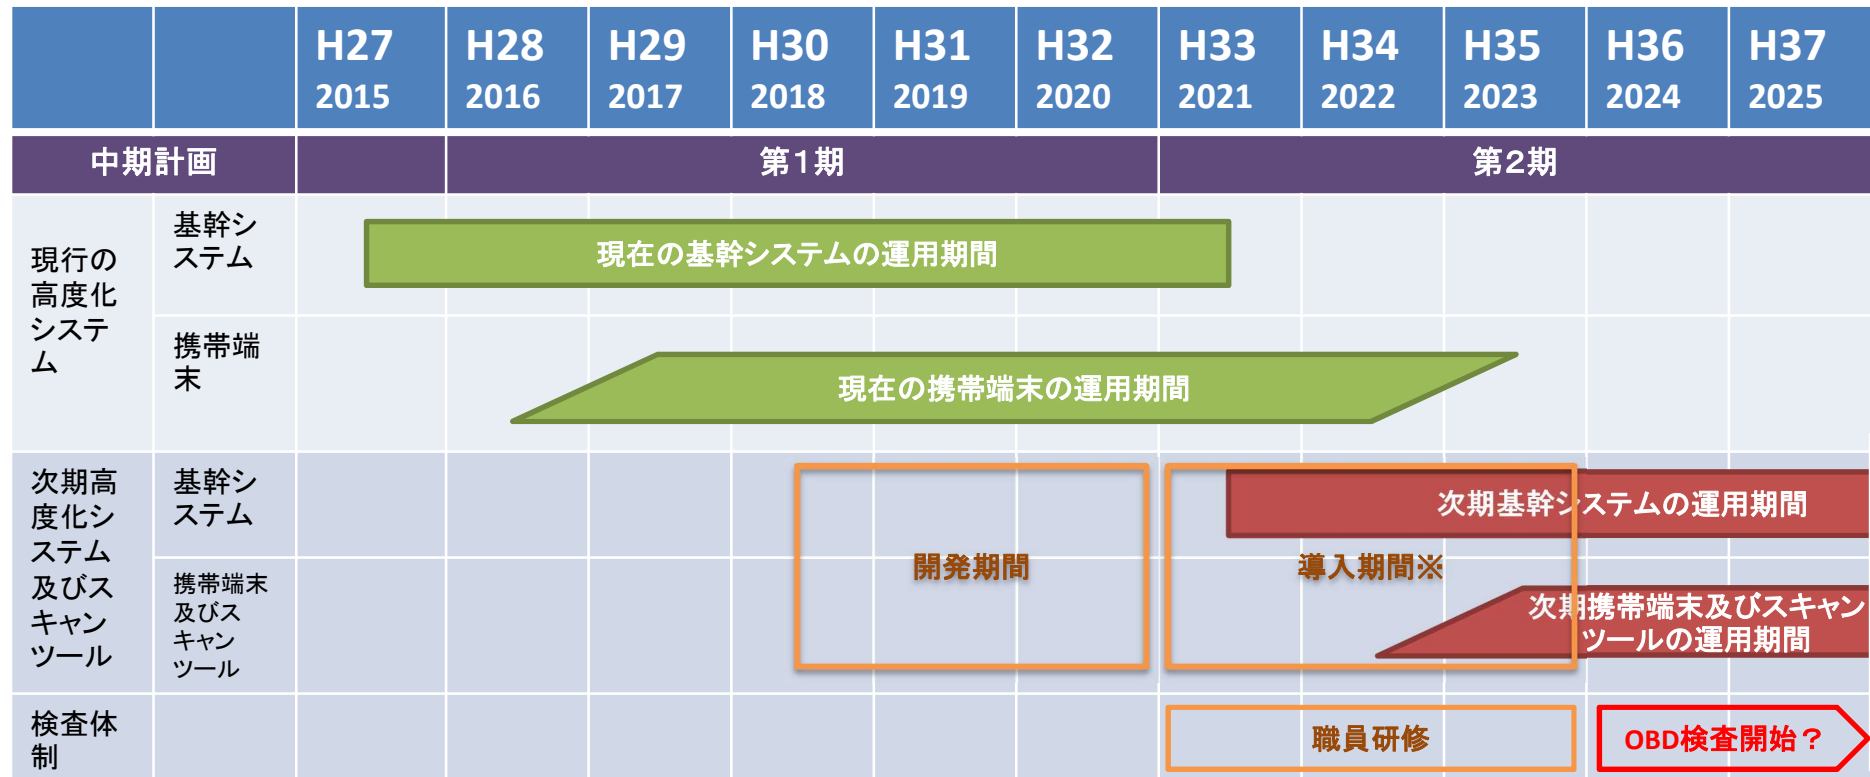 H27
2015
H28
2016
H29
2017
H30
2018
H31
2019
H32
2020
H33
2021
H34
2022
H35
2023
H36
2024
H37
2025
中期計画
第１期
第２期
現行の
高度化
システ
ム
基幹シ
ステム
現在の基幹システムの運用期間
携帯端
末
現在の携帯端末の運用期間
次期高
度化シ
ステム
及びス
キャン
ツール
基幹シ
ステム
次期基幹システムの運用期間
開発期間
導入期間※
携帯端末
及びス
キャン
ツール
次期携帯端末及びスキャン
ツールの運用期間
検査体
制
職員研修
OBD検査開始？